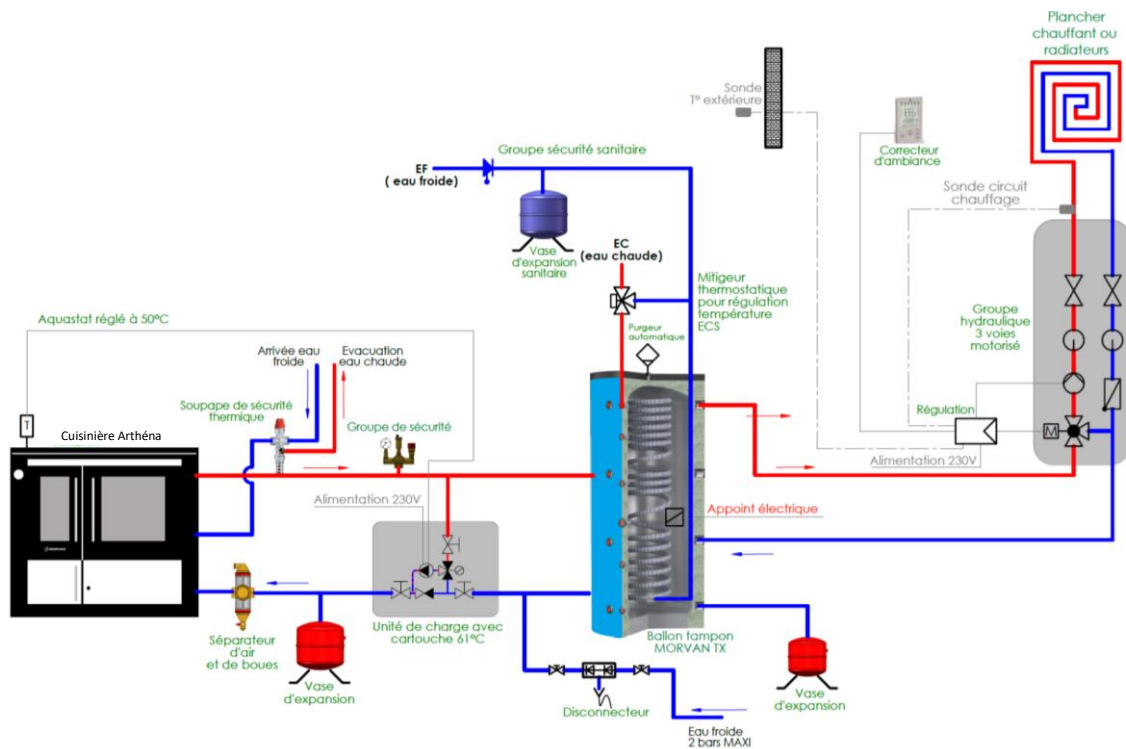 Plancher
chauffant ou
radiateurs
Sonde
T° extérieure
Correcteur
d'ambiance
Groupe sécurité sanitaire
EF
( eau froide)
Sonde circuit
chauffage
Vase
d'expansion
sanitaire
EC
(eau chaude)
Mitigeur
thermostatique
pour régulation
température
ECS
Groupe
hydraulique
3 voies
motorisé
Aquastat réglé à 50°C
Arrivée eau
froide
Evacuation
eau chaude
Purgeur
automatique
Soupape de sécurité
thermique
Groupe de sécurité
Régulation
T
Cuisinière Arthéna
M
Alimentation 230V
Alimentation 230V
Appoint électrique
Unité de charge avec
cartouche 61°C
Séparateur
d'air
et de boues
Ballon tampon
MORVAN TX
Vase
d'expansion
Vase
d'expansion
Disconnecteur
Eau froide
2 bars MAXI